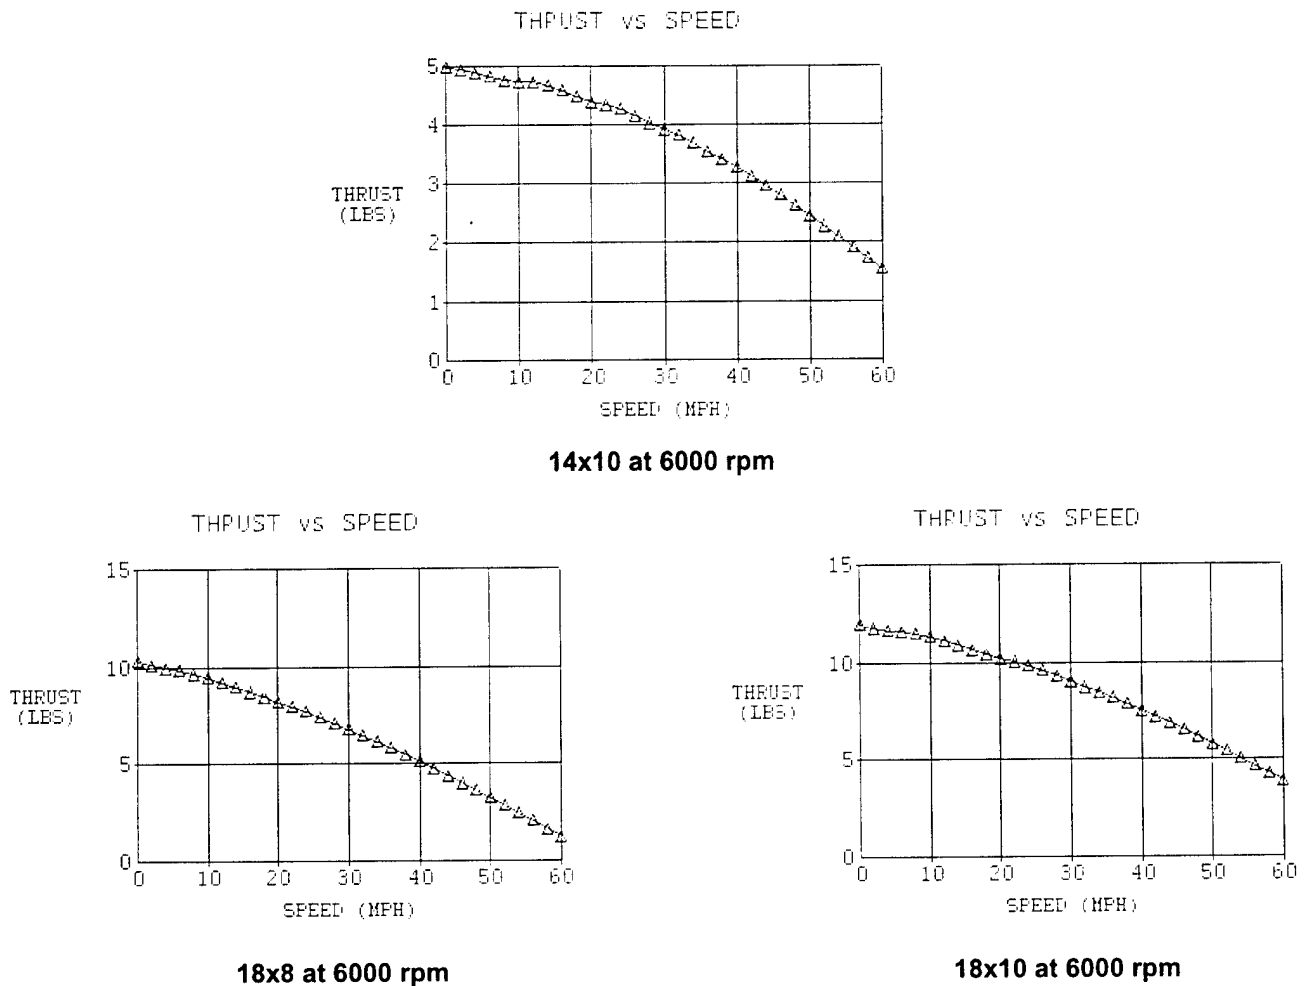 THRUST vs SPEED
5
4
3
2
1
0
THRUST
(LBS)
0 10 20 30 40 50 60
SPEED (MPH)
14x10 at 6000 rpm
THRUST vs SPEED
15
10
5
0
THRUST
(LBS)
0 10 20 30 40 50 60
SPEED (MPH)
18x8 at 6000 rpm
THRUST vs SPEED
15
10
5
0
THRUST
(LBS)
0 10 20 30 40 50 60
SPEED (MPH)
18x10 at 6000 rpm